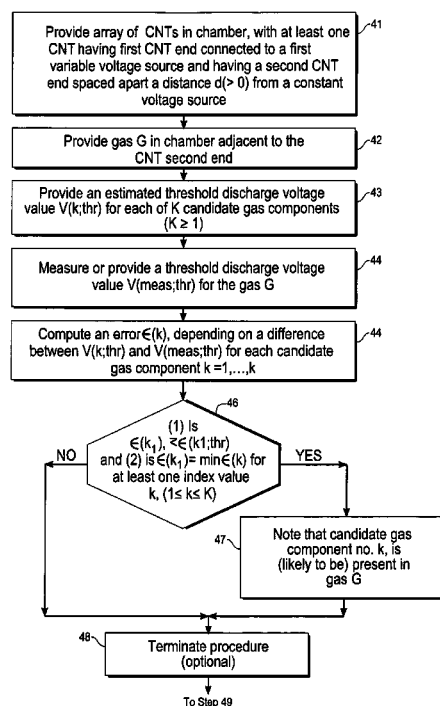 Provide array of CNTs in chamber, with at least one
CNT having first CNT end connected to a first
variable voltage source and having a second CNT
end spaced apart a distance d(> 0) from a constant
voltage source
41
Provide gas G in chamber adjacent to the
CNT second end
42
Provide an estimated threshold discharge voltage
value V(k;thr) for each of K candidate gas components
(K ≥ 1)
43
Measure or provide a threshold discharge voltage
value V(meas;thr) for the gas G
44
Compute an error ∈(k), depending on a difference
between V(k;thr) and V(meas;thr) for each candidate
gas component k =1,...,k
44
46
(1) Is
∈(k₁), ≤∈(k1;thr)
and (2) is ∈(k₁)= min∈(k) for
at least one index value
k, (1≤ k≤ K)
NO
YES
Note that candidate gas
component no. k, is
(likely to be) present in
gas G
47
48
Terminate procedure
(optional)
To Step 49